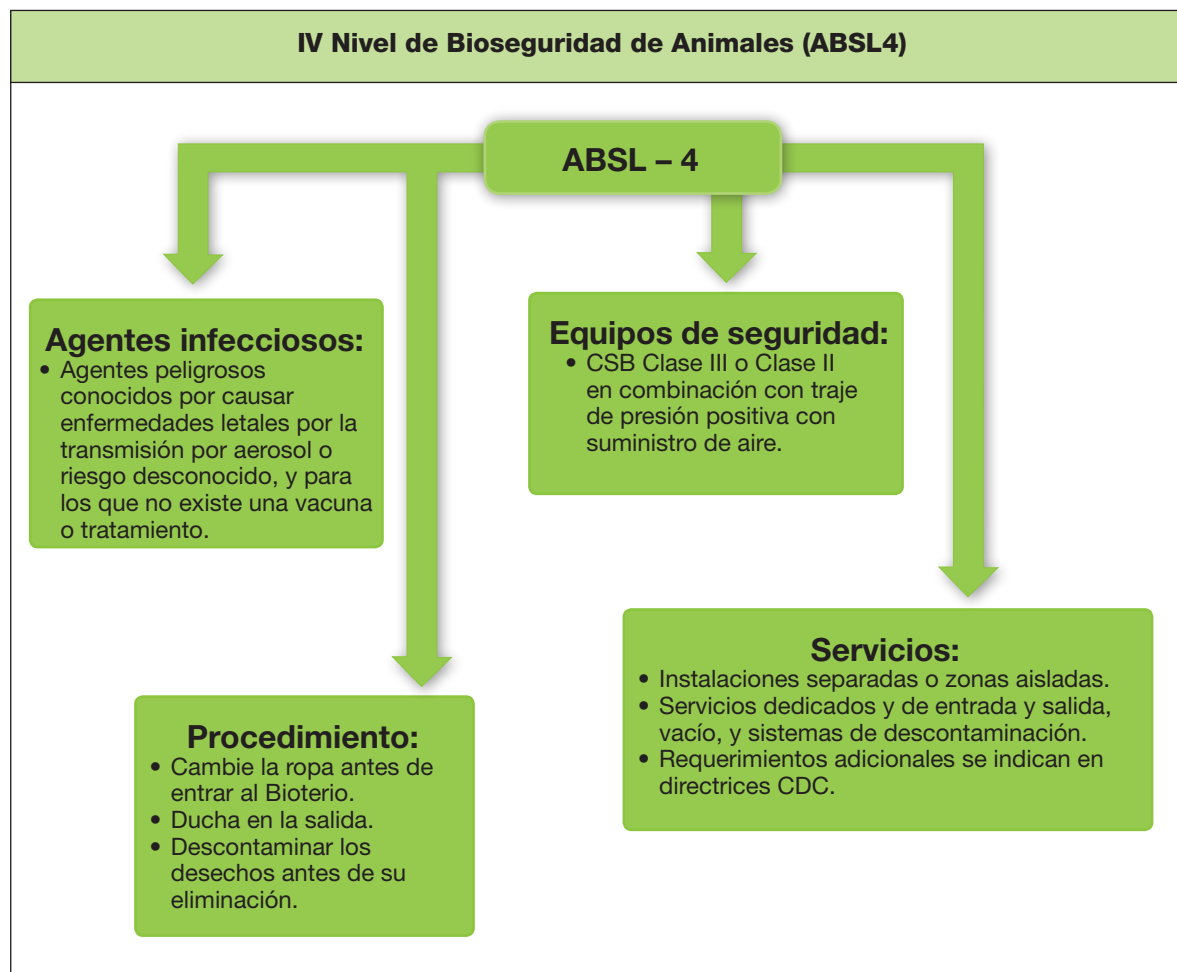 IV Nivel de Bioseguridad de Animales (ABSL4)
ABSL – 4
Agentes infecciosos:
• Agentes peligrosos
conocidos por causar
enfermedades letales por la
transmisión por aerosol o
riesgo desconocido, y para
los que no existe una vacuna
o tratamiento.
Equipos de seguridad:
• CSB Clase III o Clase II
en combinación con traje
de presión positiva con
suministro de aire.
Procedimiento:
• Cambie la ropa antes de
entrar al Bioterio.
• Ducha en la salida.
• Descontaminar los
desechos antes de su
eliminación.
Servicios:
• Instalaciones separadas o zonas aisladas.
• Servicios dedicados y de entrada y salida,
vacío, y sistemas de descontaminación.
• Requerimientos adicionales se indican en
directrices CDC.